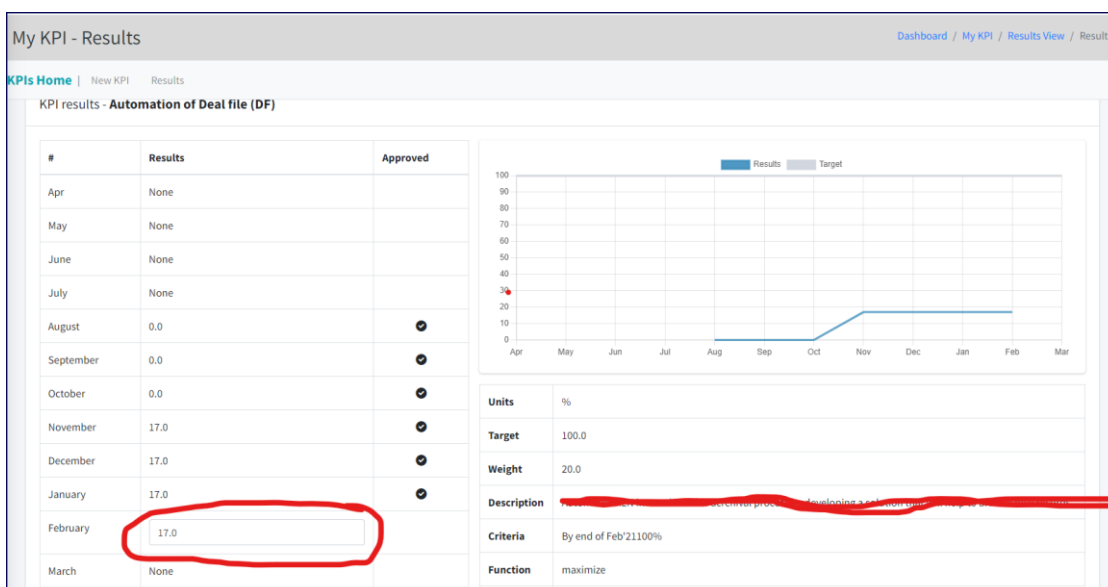 My KPI - Results
Dashboard / My KPI / Results View / Result
KPIs Home | New KPI Results
KPI results - Automation of Deal file (DF)
# Results Approved
Apr None
May None
June None
July None
August 0.0
September 0.0
October 0.0
November 17.0
December 17.0
January 17.0
February 17.0
March None
Results Target
100
90
80
70
60
50
40
30
20
10
0
Apr May Jun Jul Aug Sep Oct Nov Dec Jan Feb Mar
Units %
Target 100.0
Weight 20.0
Description developing a
Criteria By end of Feb'21100%
Function maximize